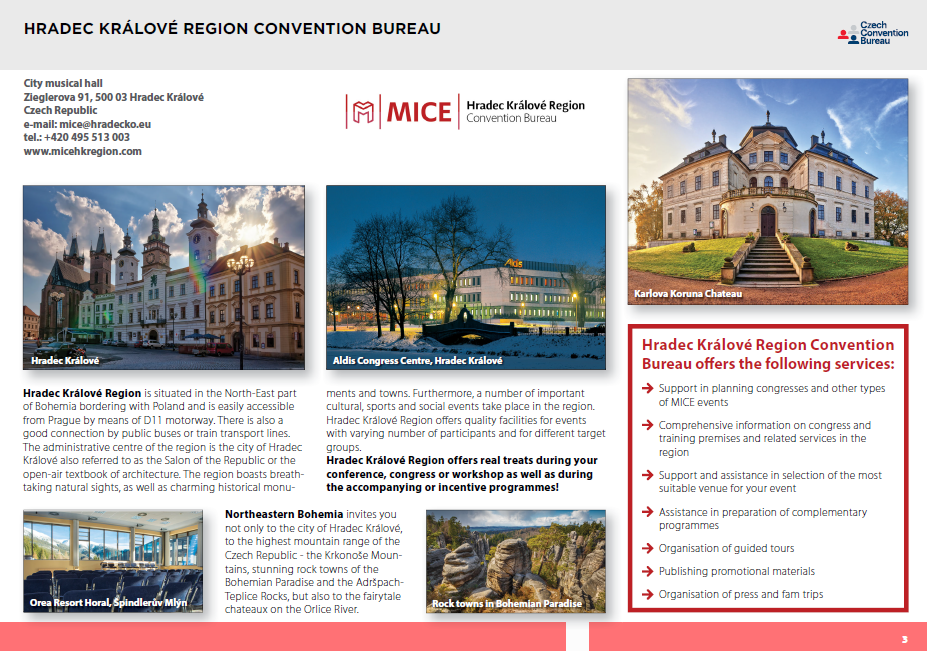 HRADEC KRÁLOVÉ REGION CONVENTION BUREAU
Czech
Convention
Bureau
City musical hall
Zieglerova 91, 500 03 Hradec Králové
Czech Republic
e-mail: mice@hradecko.eu
tel.: +420 495 513 003
www.micehkregion.com
MICE
Hradec Králové Region
Convention Bureau
Hradec Králové
Aldis
Aldis Congress Centre, Hradec Králové
Karlova Koruna Chateau
Hradec Králové Region is situated in the North-East part
of Bohemia bordering with Poland and is easily accessible
from Prague by means of D11 motorway. There is also a
good connection by public buses or train transport lines.
The administrative centre of the region is the city of Hradec
Králové also referred to as the Salon of the Republic or the
open-air textbook of architecture. The region boasts breath-
taking natural sights, as well as charming historical monu-
ments and towns. Furthermore, a number of important
cultural, sports and social events take place in the region.
Hradec Králové Region offers quality facilities for events
with varying number of participants and for different target
groups.
Hradec Králové Region offers real treats during your
conference, congress or workshop as well as during
the accompanying or incentive programmes!
Orea Resort Horal, Špindlerův Mlýn
Northeastern Bohemia invites you
not only to the city of Hradec Králové,
to the highest mountain range of the
Czech Republic - the Krkonoše Moun-
tains, stunning rock towns of the
Bohemian Paradise and the Adršpach-
Teplice Rocks, but also to the fairytale
chateaux on the Orlice River.
Rock towns in Bohemian Paradise
Hradec Králové Region Convention
Bureau offers the following services:
Support in planning congresses and other types
of MICE events
Comprehensive information on congress and
training premises and related services in the
region
Support and assistance in selection of the most
suitable venue for your event
Assistance in preparation of complementary
programmes
Organisation of guided tours
Publishing promotional materials
Organisation of press and fam trips
3